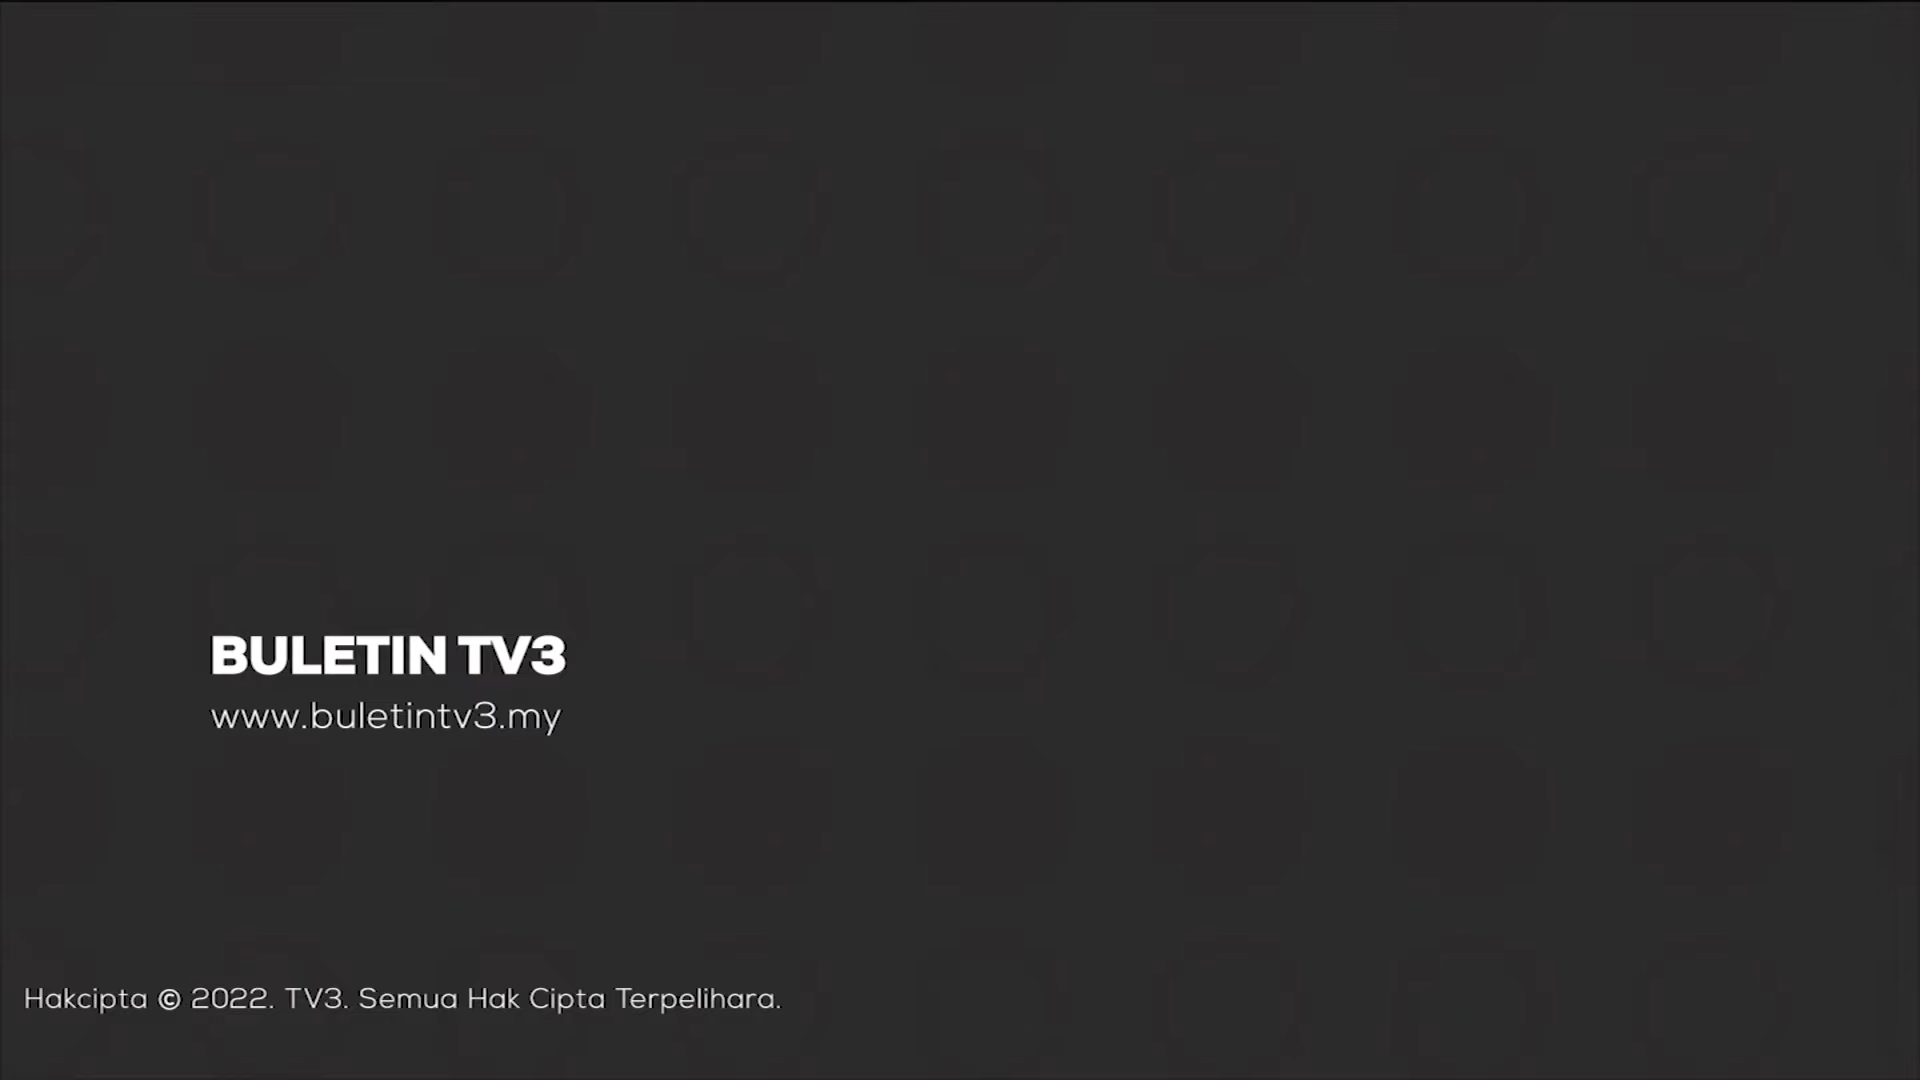 BULETIN TV3
www.buletintv3.my
Hakcipta © 2022. TV3. Semua Hak Cipta Terpelihara.